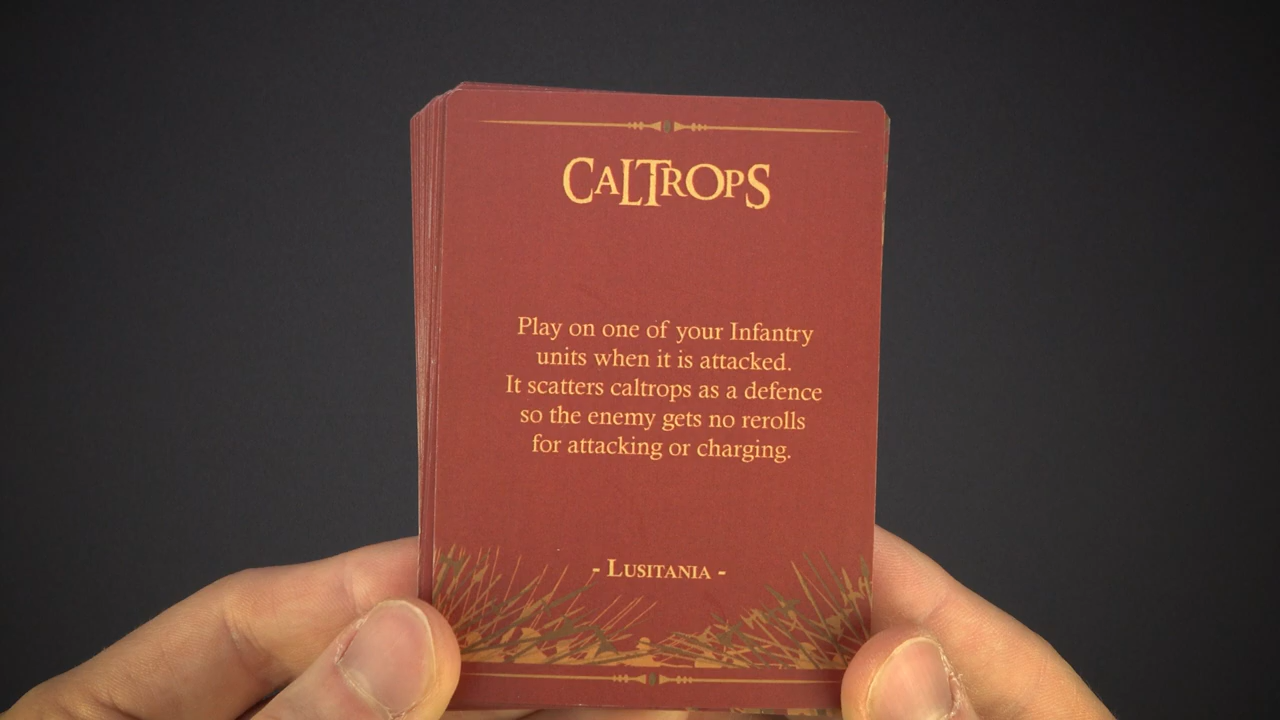 CALTROPS
Play on one of your Infantry
units when it is attacked.
It scatters caltrops as a defence
so the enemy gets no rerolls
for attacking or charging.
- LUSITANIA -